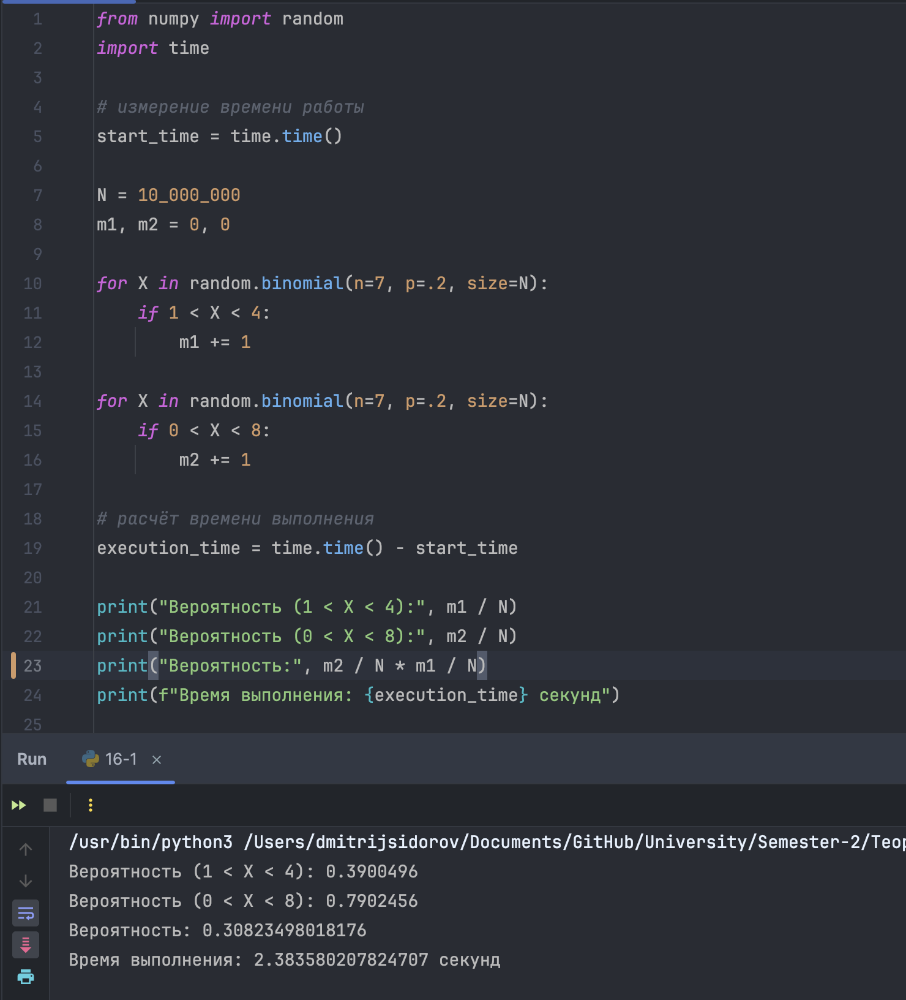 1 from numpy import random
2 import time
3
4 # измерение времени работы
5 start_time = time.time()
6
7 N = 10_000_000
8 m1, m2 = 0, 0
9
10 for X in random.binomial(n=7, p=.2, size=N):
11 if 1 < X < 4:
12 m1 += 1
13
14 for X in random.binomial(n=7, p=.2, size=N):
15 if 0 < X < 8:
16 m2 += 1
17
18 # расчёт времени выполнения
19 execution_time = time.time() - start_time
20
21 print("Вероятность (1 < X < 4):", m1 / N)
22 print("Вероятность (0 < X < 8):", m2 / N)
23 print("Вероятность:", m2 / N * m1 / N)
24 print(f"Время выполнения: {execution_time} секунд")
25
Run 16-1 ×
/usr/bin/python3 /Users/dmitrijsidorov/Documents/GitHub/University/Semester-2/Теор
Вероятность (1 < X < 4): 0.3900496
Вероятность (0 < X < 8): 0.7902456
Вероятность: 0.30823498018176
Время выполнения: 2.383580207824707 секунд